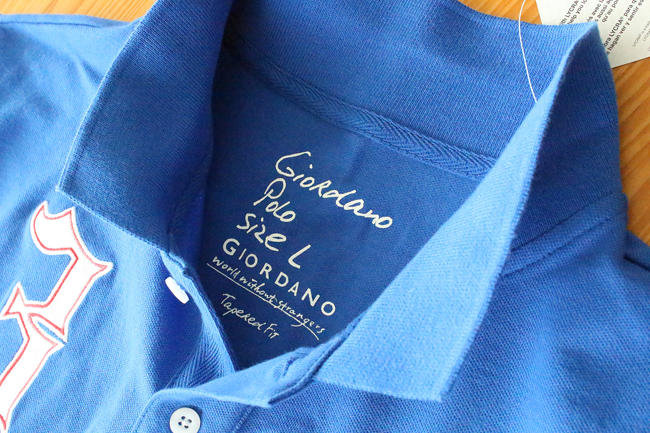 Giordano
Polo
size L
GIORDANO
world without strangers
Tapered Fit